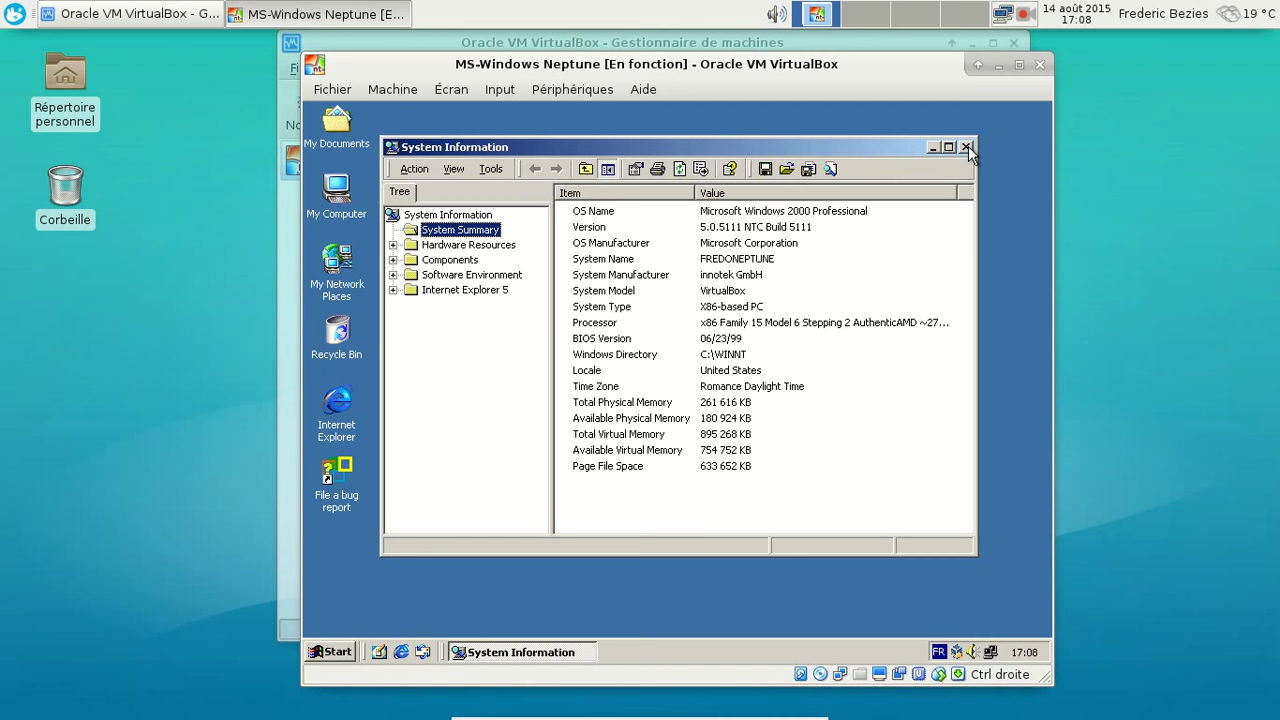 Oracle VM VirtualBox - G...
MS-Windows Neptune [E...
14 août 2015
17:08
Frederic Bezies
19 °C
Répertoire
personnel
Corbeille
Oracle VM VirtualBox - Gestionnaire de machines
MS-Windows Neptune [En fonction] - Oracle VM VirtualBox
Fichier Machine Écran Input Périphériques Aide
My Documents
My Computer
My Network
Places
Recycle Bin
Internet
Explorer
File a bug
report
System Information
Action View Tools
Tree
System Information
System Summary
Hardware Resources
Components
Software Environment
Internet Explorer 5
Item Value
OS Name Microsoft Windows 2000 Professional
Version 5.0.5111 NTC Build 5111
OS Manufacturer Microsoft Corporation
System Name FREDONEPTUNE
System Manufacturer innotek GmbH
System Model VirtualBox
System Type X86-based PC
Processor x86 Family 15 Model 6 Stepping 2 AuthenticAMD ~27...
BIOS Version 06/23/99
Windows Directory C:\WINNT
Locale United States
Time Zone Romance Daylight Time
Total Physical Memory 261 616 KB
Available Physical Memory 180 924 KB
Total Virtual Memory 895 268 KB
Available Virtual Memory 754 752 KB
Page File Space 633 652 KB
Start
System Information
FR
17:08
Ctrl droite